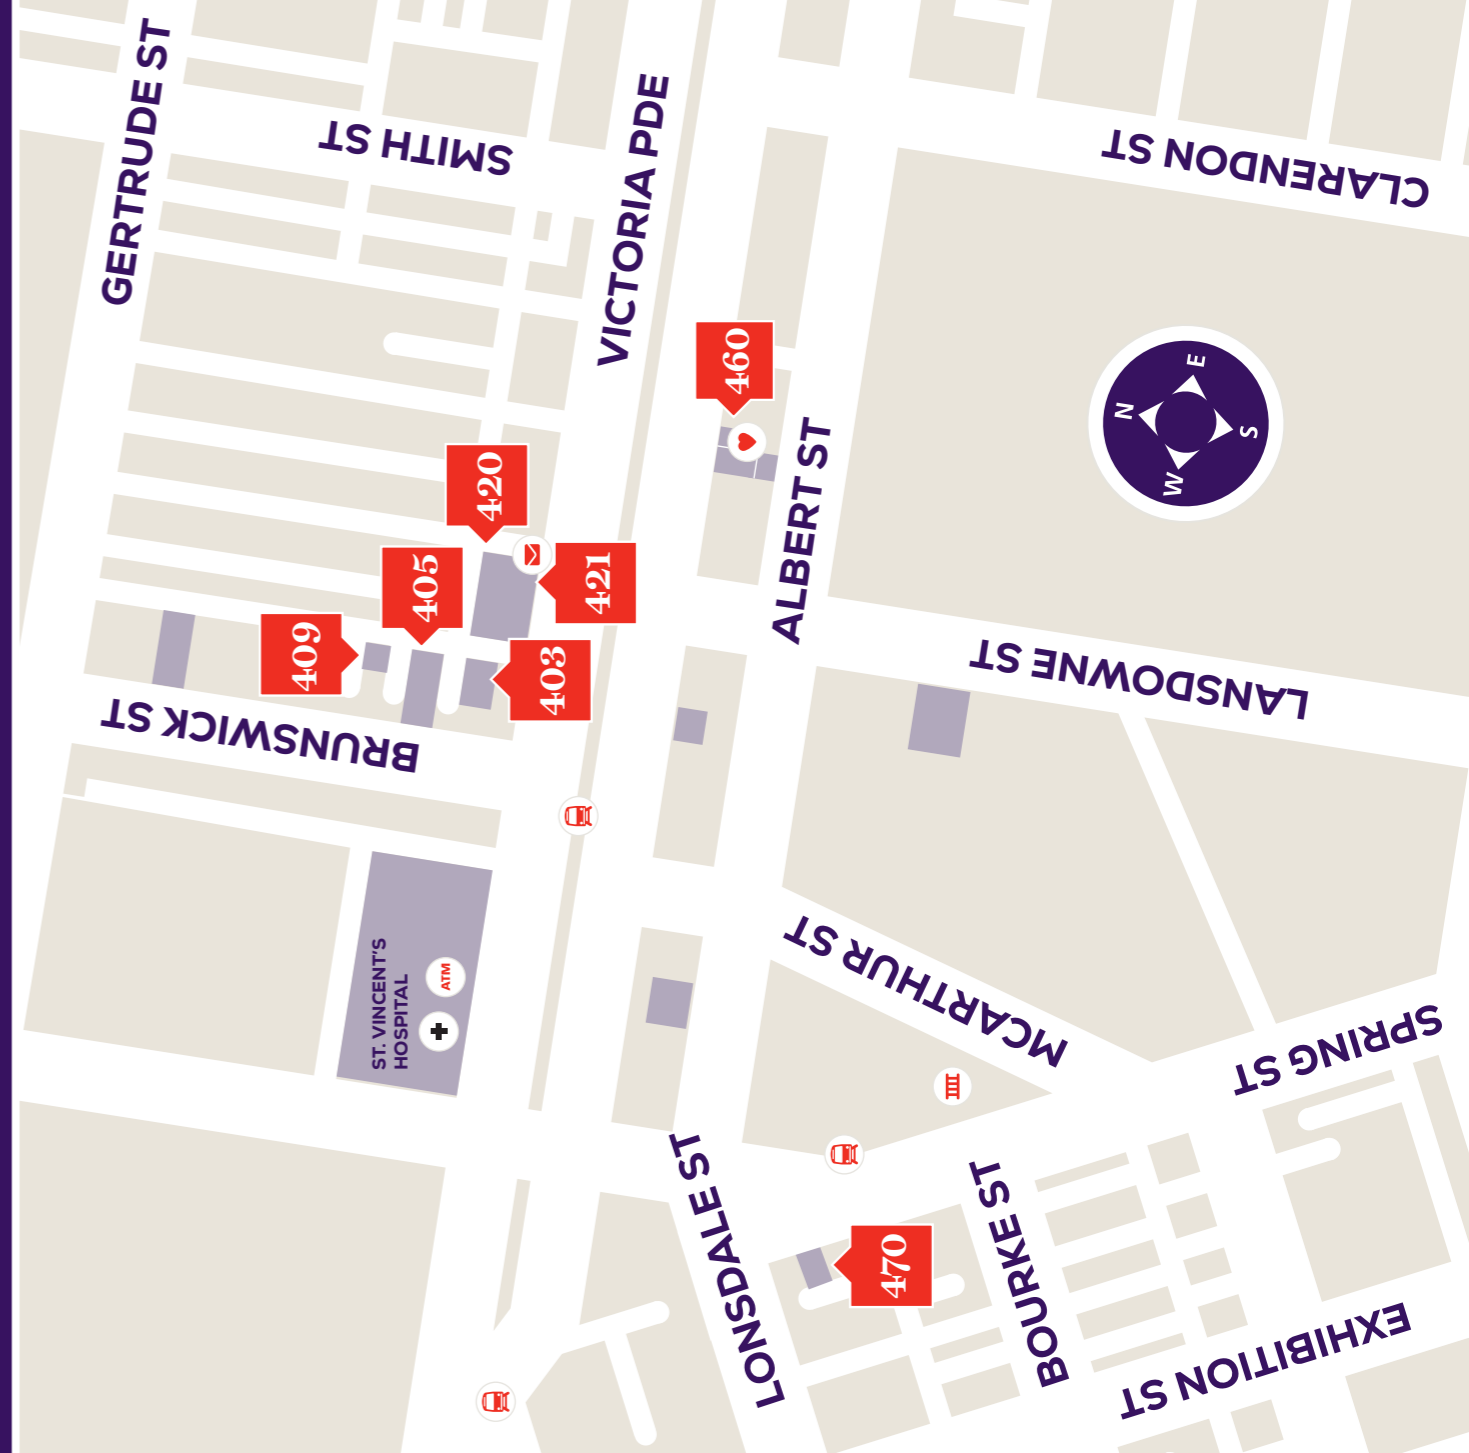 GERTRUDE ST
SMITH ST
VICTORIA PDE
CLARENDON ST
460
N
E
S
W
420
ALBERT ST
405
421
409
403
LANSDOWNE ST
BRUNSWICK ST
ST. VINCENT'S
HOSPITAL
ATM
MCARTHUR ST
SPRING ST
LONSDALE ST
BOURKE ST
470
EXHIBITION ST